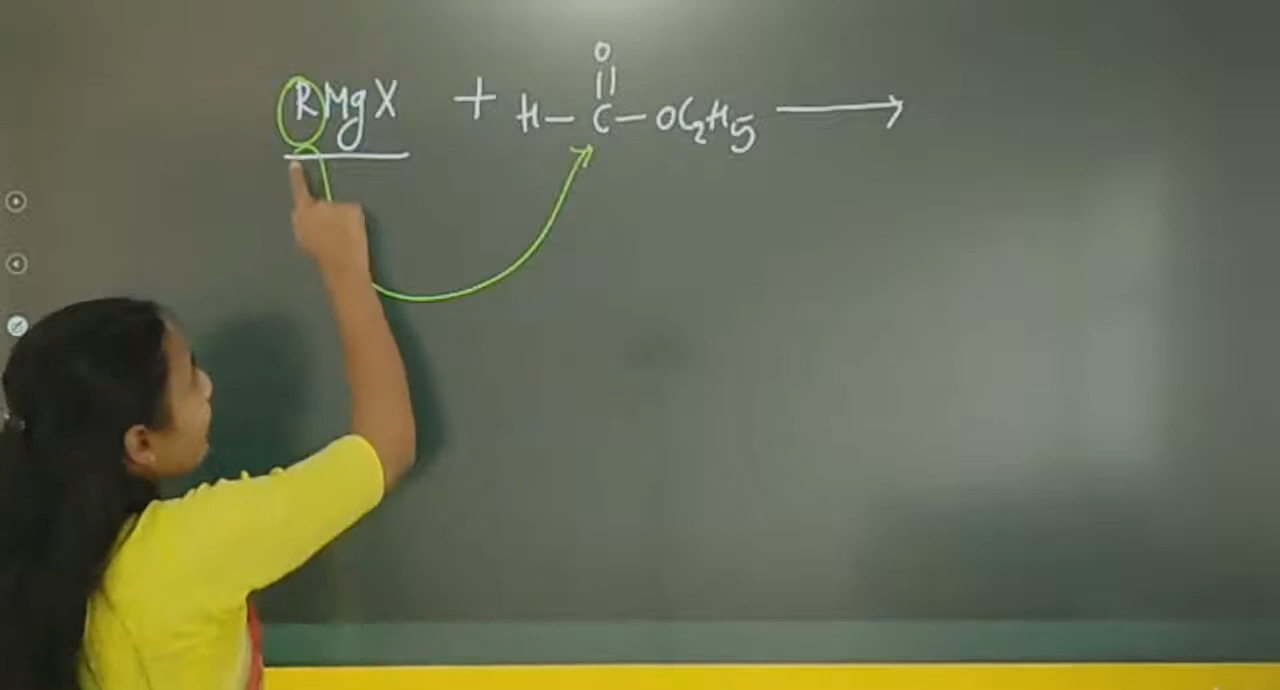 O
||
RMgX + H – C – OC₂H₅ ⟶